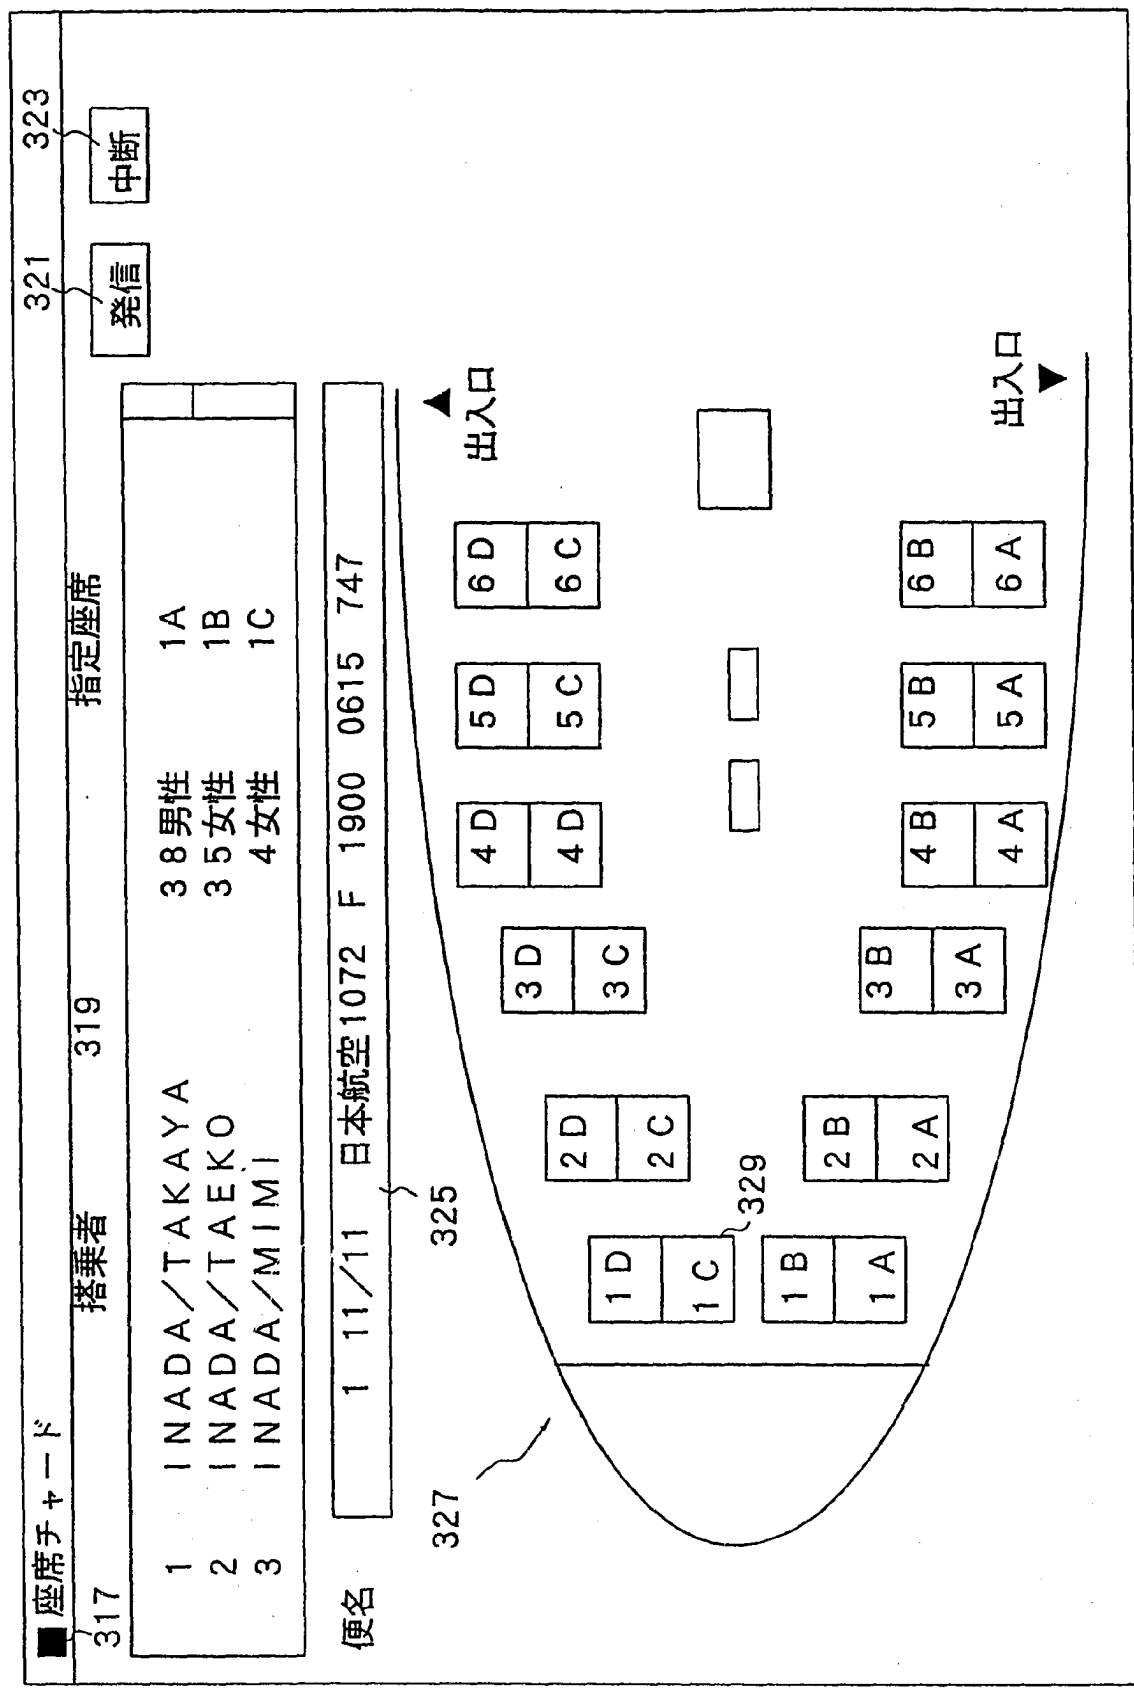 ■座席チャード
317
321
323
搭乗者
319
指定座席
発信
中断
1 INADA/TAKAYA 38男性 1A
2 INADA/TAEKO 35女性 1B
3 INADA/MIMI 4女性 1C
便名
1 11/11 日本航空1072 F 1900 0615 747
325
327
329
出入口
1D
2D
3D
4D
5D
6D
1C
2C
3C
4D
5C
6C
1B
2B
3B
4B
5B
6B
1A
2A
3A
4A
5A
6A
出入口